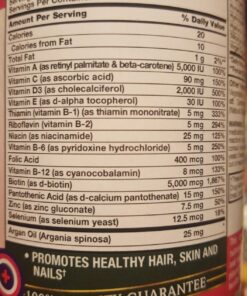 Amount Per Serving % Daily Value
Calories 20
Calories from Fat 10
Total Fat 1 g
Vitamin A (as retinyl palmitate & beta-carotene) 5,000 IU 100%
Vitamin C (as ascorbic acid) 90 mg 150%
Vitamin D3 (as cholecalciferol) 2,000 IU 500%
Vitamin E (as d-alpha tocopherol) 30 IU 100%
Thiamin (vitamin B-1) (as thiamin mononitrate) 5 mg 333%
Riboflavin (vitamin B-2) 5 mg
Niacin (as niacinamide) 25 mg 125%
Vitamin B-6 (as pyridoxine hydrochloride) 5 mg 250%
Folic Acid 400 mcg 100%
Vitamin B-12 (as cyanocobalamin) 8 mcg 133%
Biotin (as d-biotin) 5,000 mcg 1,667%
Pantothenic Acid (as d-calcium pantothenate) 15 mg 150%
Zinc (as zinc gluconate) 7.5 mg 50%
Selenium (as selenium yeast) 12.5 mcg 18%
Argan Oil (Argania spinosa) 25 mg
• PROMOTES HEALTHY HAIR, SKIN AND
NAILS†
GUARANTEE